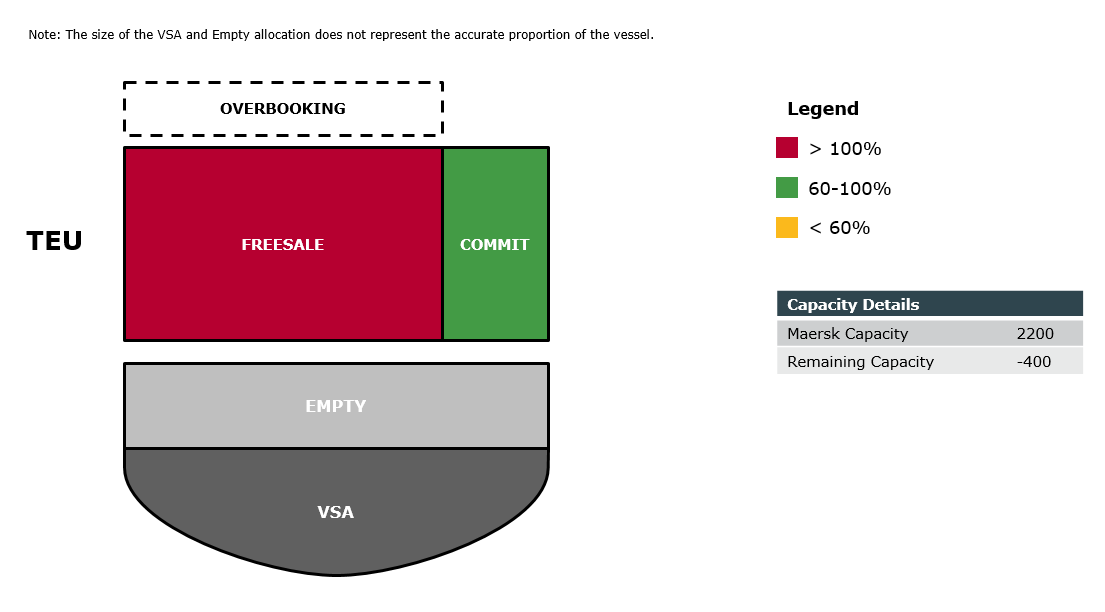 Note: The size of the VSA and Empty allocation does not represent the accurate proportion of the vessel.
OVERBOOKING
TEU
FREESALE
COMMIT
EMPTY
VSA
Legend
> 100%
60-100%
< 60%
Capacity Details
Maersk Capacity 2200
Remaining Capacity -400